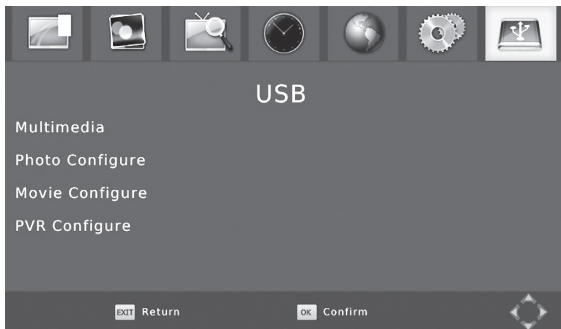 USB
Multimedia
Photo Configure
Movie Configure
PVR Configure
EXIT Return OK Confirm